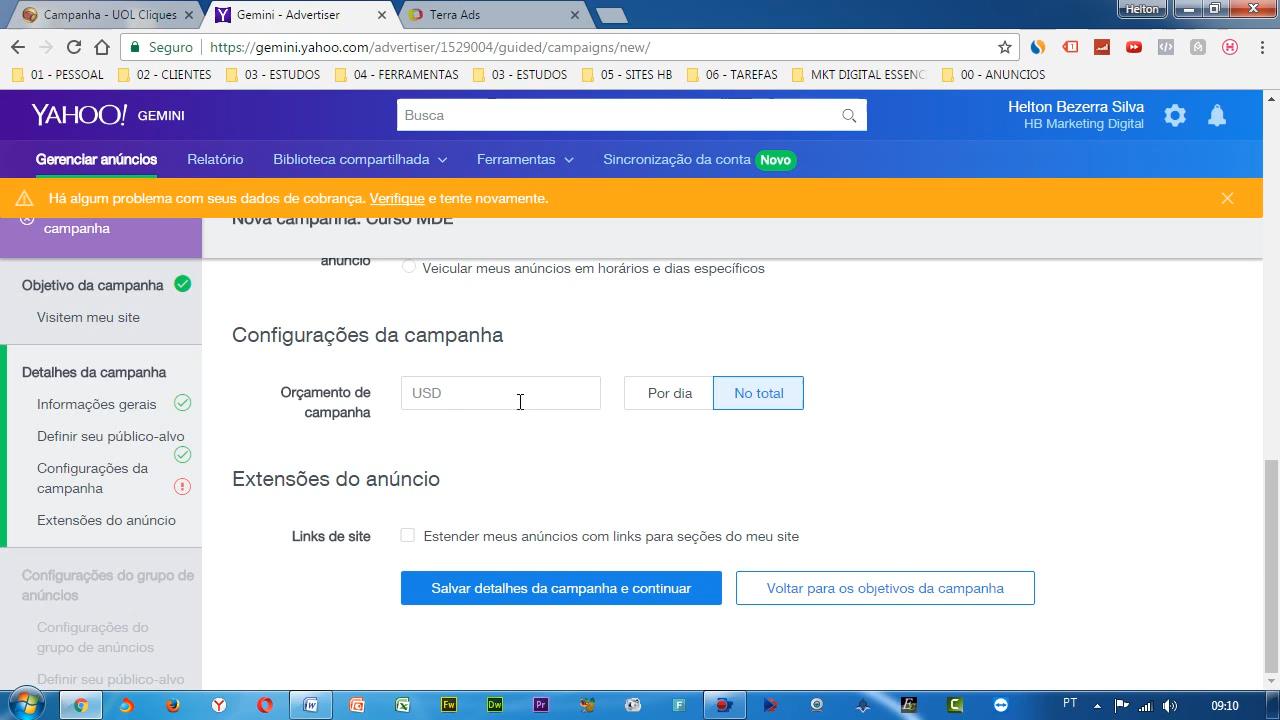 Campanha - UOL Cliques
Gemini - Advertiser
Terra Ads
Helton
Seguro
https://gemini.yahoo.com/advertiser/1529004/guided/campaigns/new/
01 - PESSOAL
02 - CLIENTES
03 - ESTUDOS
04 - FERRAMENTAS
03 - ESTUDOS
05 - SITES HB
06 - TAREFAS
MKT DIGITAL ESSENC
00 - ANUNCIOS
YAHOO! GEMINI
Busca
Helton Bezerra Silva
HB Marketing Digital
Gerenciar anúncios
Relatório
Biblioteca compartilhada
Ferramentas
Sincronização da conta Novo
Há algum problema com seus dados de cobrança. Verifique e tente novamente.
campanha
Nova campanha: Curso MDE
Objetivo da campanha
Visitem meu site
Detalhes da campanha
Informações gerais
Definir seu público-alvo
Configurações da
campanha
Extensões do anúncio
Configurações do grupo de
anúncios
Configurações do
grupo de anúncios
Definir seu público-alvo
anúncio
Veicular meus anúncios em horários e dias específicos
Configurações da campanha
Orçamento de
campanha
USD
Por dia
No total
Extensões do anúncio
Links de site
Estender meus anúncios com links para seções do meu site
Salvar detalhes da campanha e continuar
Voltar para os objetivos da campanha
PT
09:10